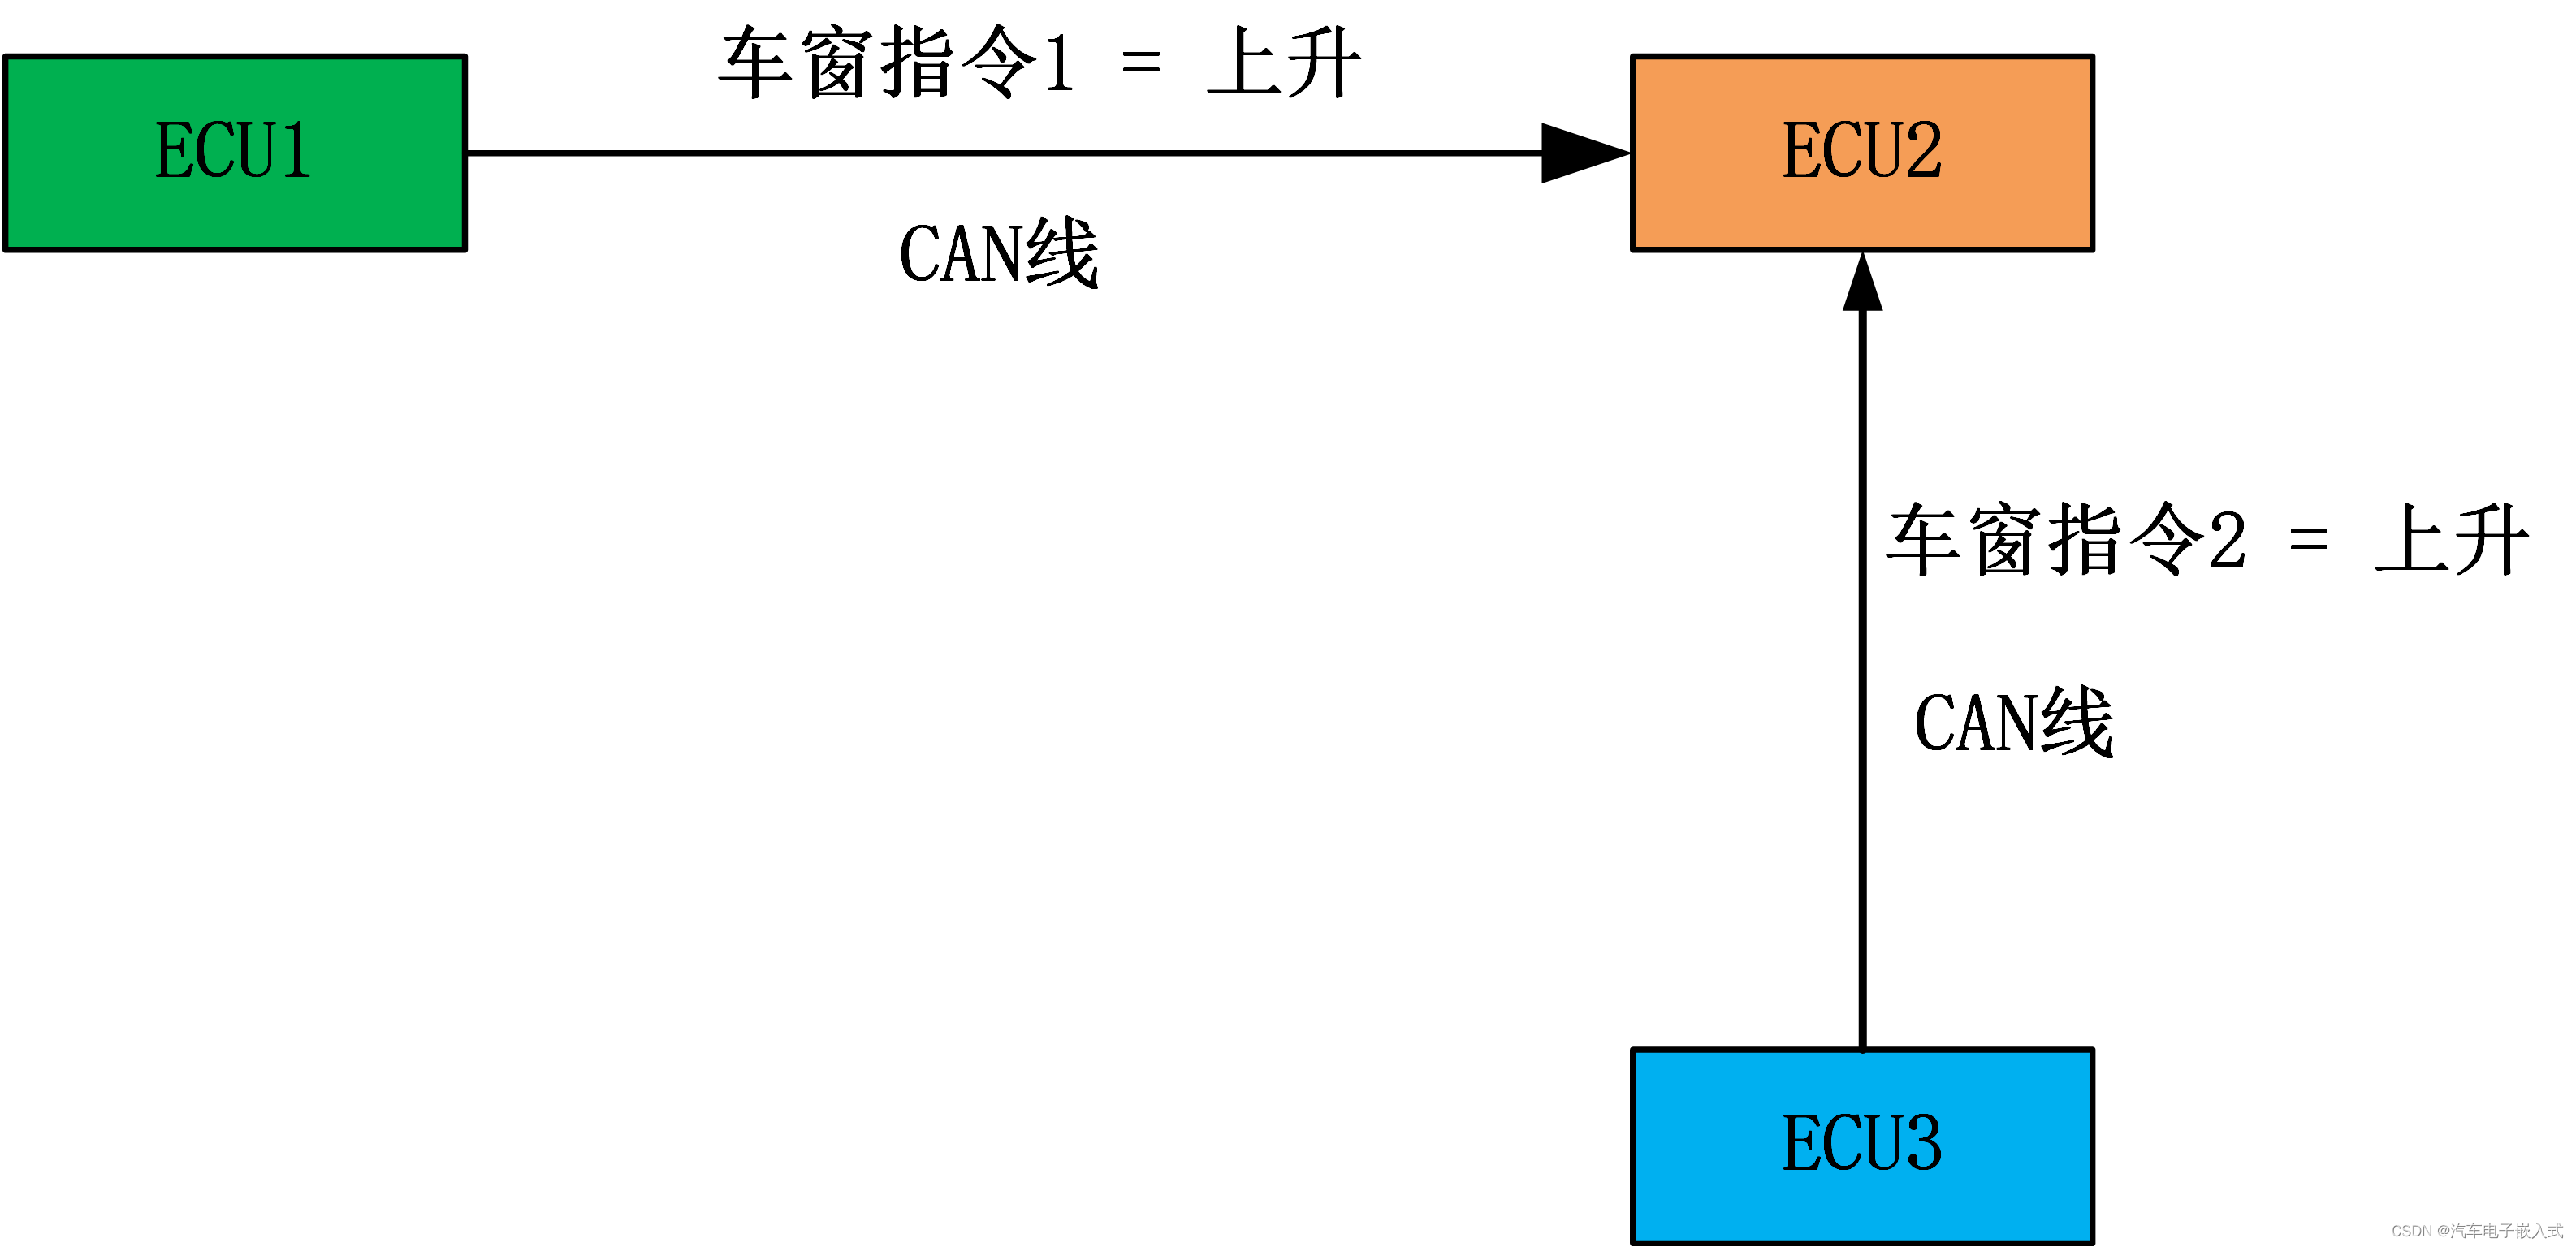 车窗指令1 = 上升
ECU1
ECU2
CAN线
车窗指令2 = 上升
CAN线
ECU3
CSDN @汽车电子嵌入式